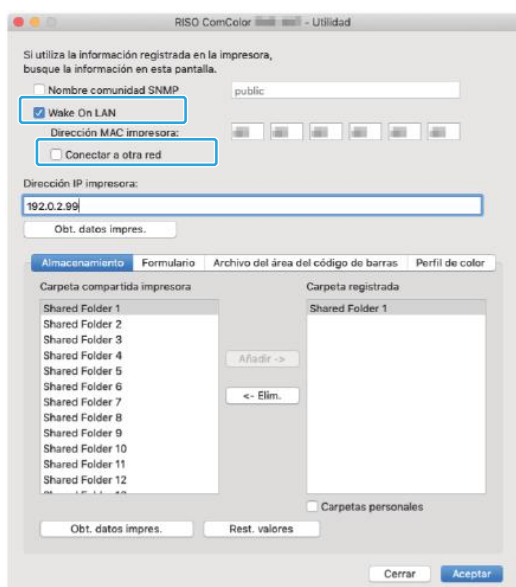 RISO ComColor - Utilidad
Si utiliza la información registrada en la impresora,
busque la información en esta pantalla.
Nombre comunidad SNMP public
Wake On LAN
Dirección MAC impresora:
Conectar a otra red
Dirección IP impresora:
192.0.2.99
Obt. datos impres.
Almacenamiento Formulario Archivo del área del código de barras Perfil de color
Carpeta compartida impresora Carpeta registrada
Shared Folder 1 Shared Folder 1
Shared Folder 2
Shared Folder 3
Shared Folder 4
Shared Folder 5
Shared Folder 6
Shared Folder 7
Shared Folder 8
Shared Folder 9
Shared Folder 10
Shared Folder 11
Shared Folder 12
Añadir ->
<- Elim.
Carpetas personales
Obt. datos impres. Rest. valores
Cerrar Aceptar